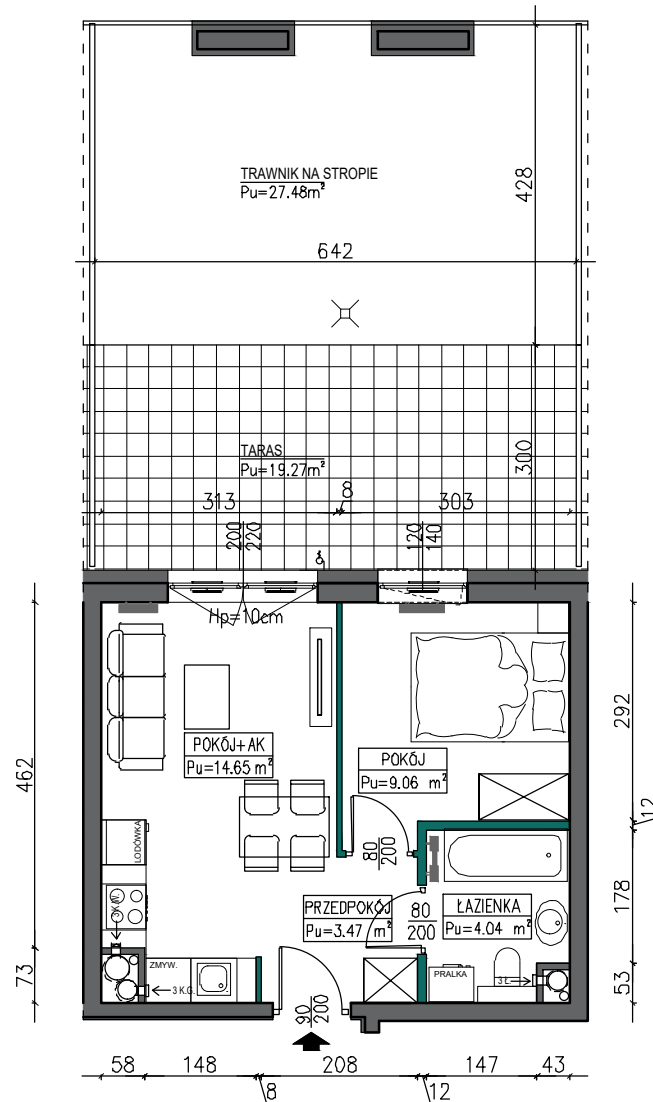 TRAWNIK NA STROPIE
Pu=27.48m²
428
642
TARAS
Pu=19.27m²
300
313
8
303
200
220
120
140
Hp=10cm
462
292
POKÓJ+AK
Pu=14.65 m²
POKÓJ
Pu=9.06 m²
12
LODÓWKA
80
200
3K.W.
PRZEDPOKÓJ
Pu=3.47 m²
80
200
ŁAZIENKA
Pu=4.04 m²
178
73
ZMYW.
3 K.G.
PRALKA
3 Ł.
53
90
200
58
148
208
147
43
8
12